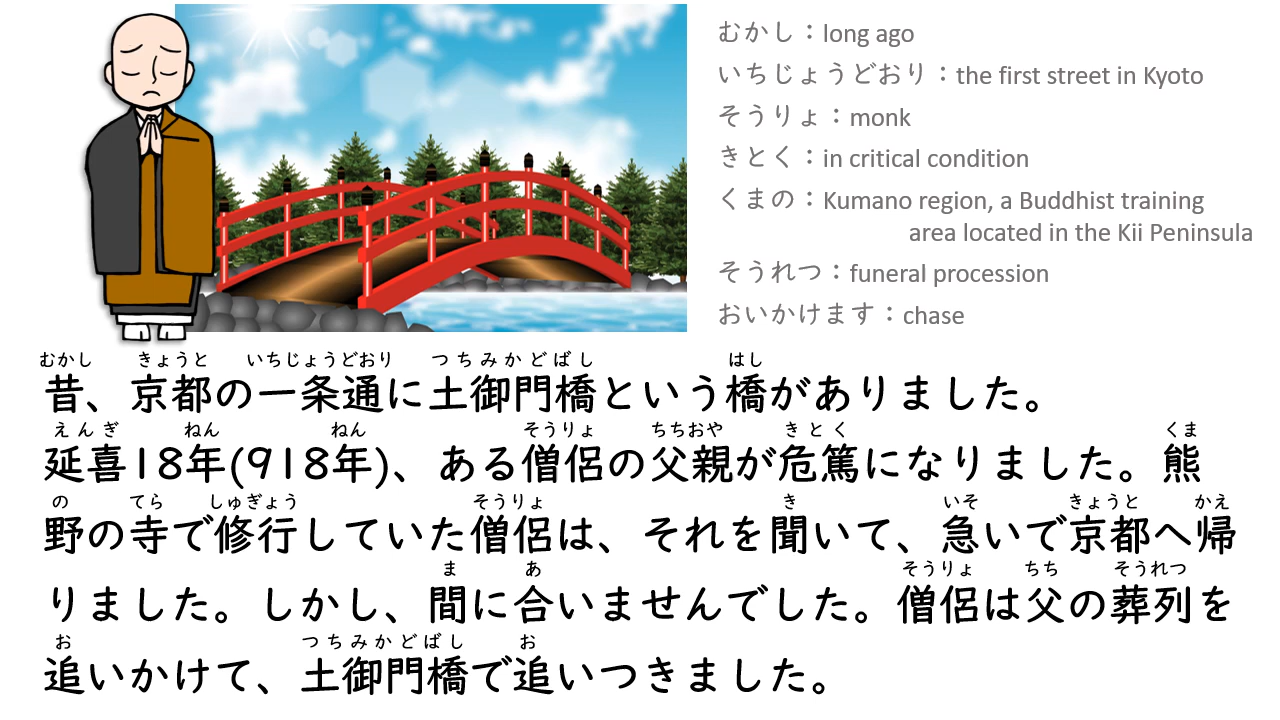 むかし：long ago
いちじょうどおり：the first street in Kyoto
そうりょ：monk
きとく：in critical condition
くまの：Kumano region, a Buddhist training
area located in the Kii Peninsula
そうれつ：funeral procession
おいかけます：chase
むかし きょうと いちじょうどおり つちみかどばし はし
昔、京都の一条通に土御門橋という橋がありました。
えんぎ ねん ねん そうりょ ちちおや きとく くま
延喜18年(918年)、ある僧侶の父親が危篤になりました。熊
の てら しゅぎょう そうりょ き いそ きょうと かえ
野の寺で修行していた僧侶は、それを聞いて、急いで京都へ帰
ま あ そうりょ ちち そうれつ
りました。しかし、間に合いませんでした。僧侶は父の葬列を
お つちみかどばし お
追いかけて、土御門橋で追いつきました。